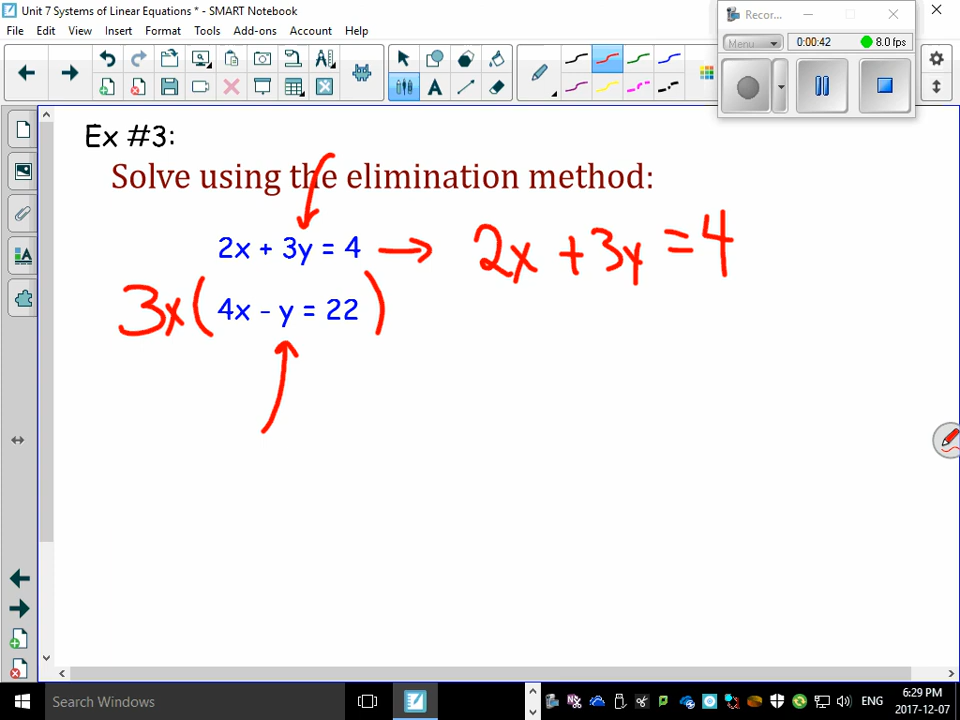 Unit 7 Systems of Linear Equations * - SMART Notebook
File Edit View Insert Format Tools Add-ons Account Help
Recor...
Menu 0:00:42 8.0 fps
Ex #3:
Solve using the elimination method:
2x + 3y = 4 → 2x + 3y = 4
3x ( 4x - y = 22 )
Search Windows
ENG
6:29 PM
2017-12-07